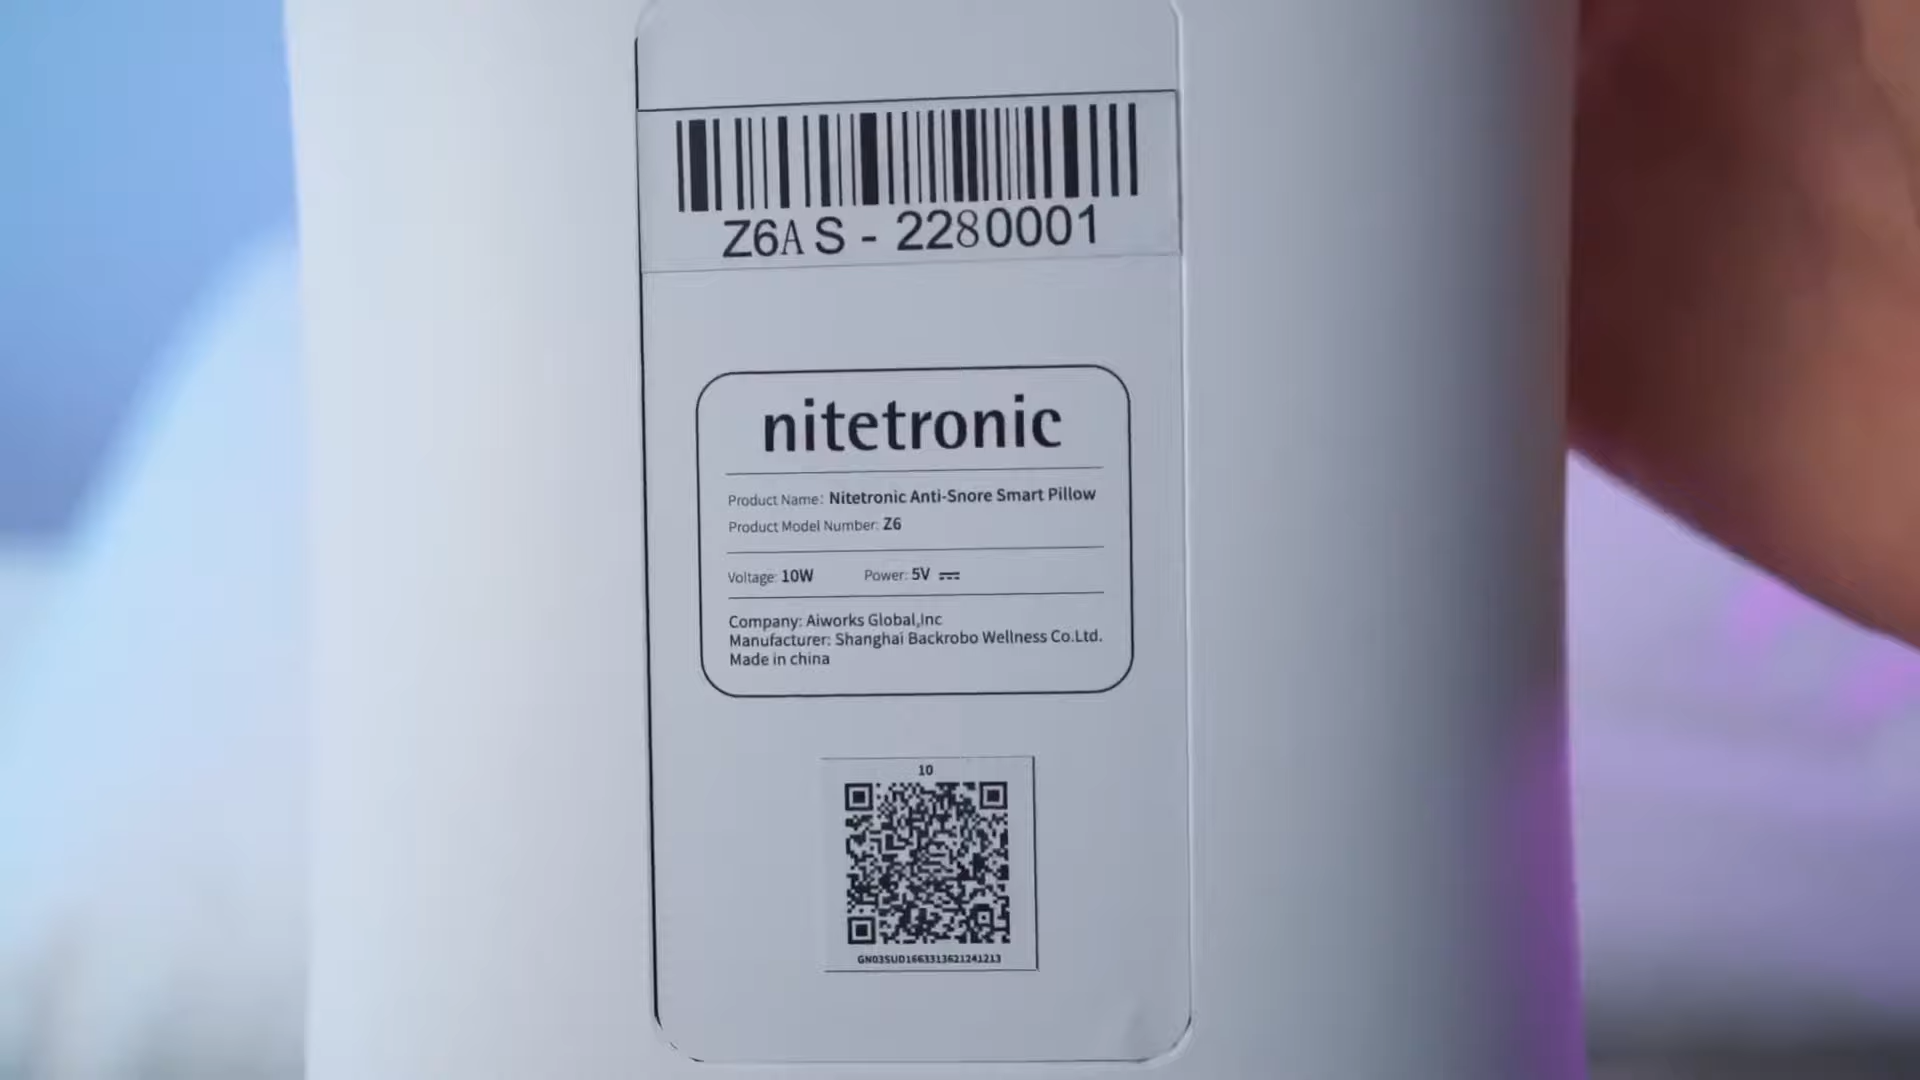 Z6AS - 2280001
nitetronic
Product Name: Nitetronic Anti-Snore Smart Pillow
Product Model Number: Z6
Voltage: 10W Power: 5V
Company: Aiworks Global,Inc
Manufacturer: Shanghai Backrobo Wellness Co.Ltd.
Made in china
10
GN03SUD1663313621241213